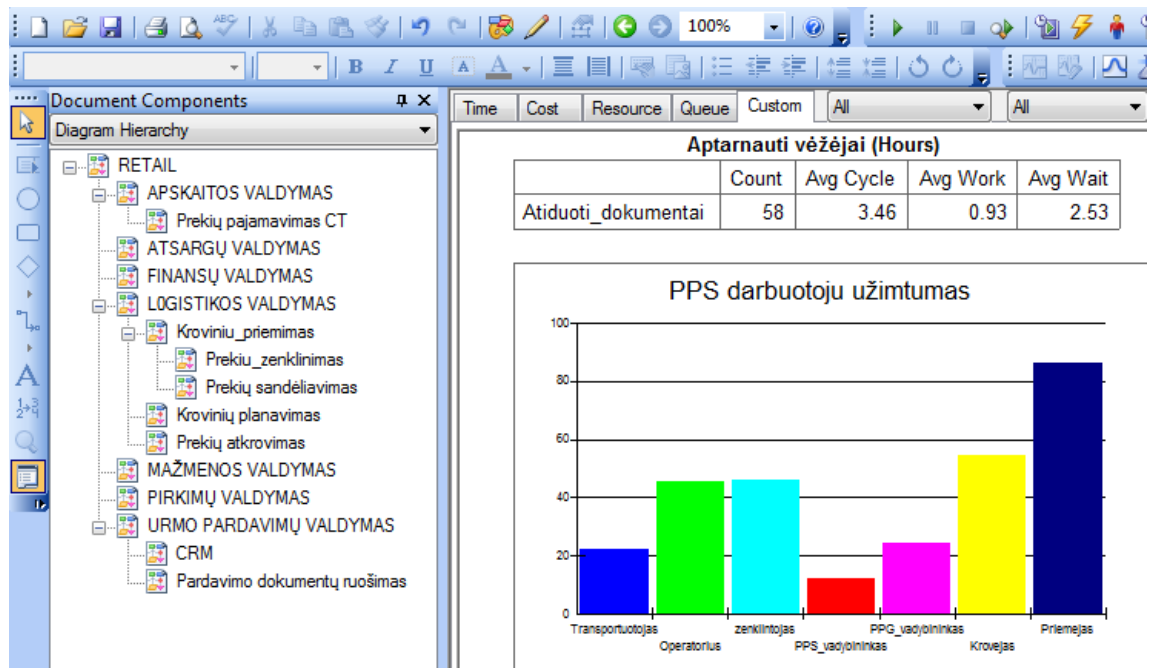 100%
B I U A A
Document Components
Diagram Hierarchy
RETAIL
APSKAITOS VALDYMAS
Prekių pajamavimas CT
ATSARGŲ VALDYMAS
FINANSŲ VALDYMAS
LOGISTIKOS VALDYMAS
Kroviniu_priemimas
Prekiu_zenklinimas
Prekių sandėliavimas
Krovinių planavimas
Prekių atkrovimas
MAŽMENOS VALDYMAS
PIRKIMŲ VALDYMAS
URMO PARDAVIMŲ VALDYMAS
CRM
Pardavimo dokumentų ruošimas
Time Cost Resource Queue Custom All All
Aptarnauti vėžėjai (Hours)
Count Avg Cycle Avg Work Avg Wait
Atiduoti_dokumentai 58 3.46 0.93 2.53
PPS darbuotoju užimtumas
100
80
60
40
20
0
Transportuotojas zenklintojas PPG_vadybininkas Priemejas
Operatorius PPS_vadybininkas Krovejas